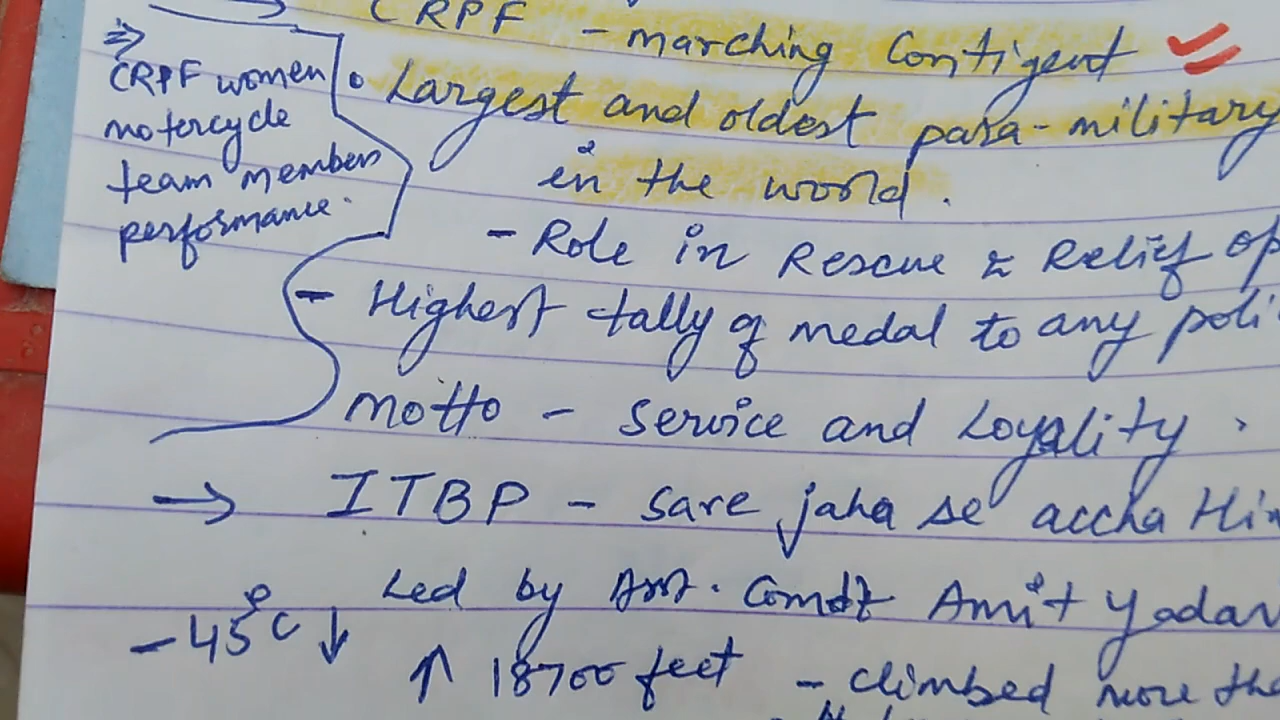 → CRPF - marching Contigent
⇒
CRPF women
motorcycle
team members
performance.
• Largest and oldest para-military
in the world.
- Role in Rescue & Relief op
- Highest tally of medal to any poli
Motto - Service and Loyality.
→ ITBP - Sare jaha se accha Hin
Led by Asst. Comdt Amit Yadav
-45°C ↓
↑ 18700 feet - climbed more tha